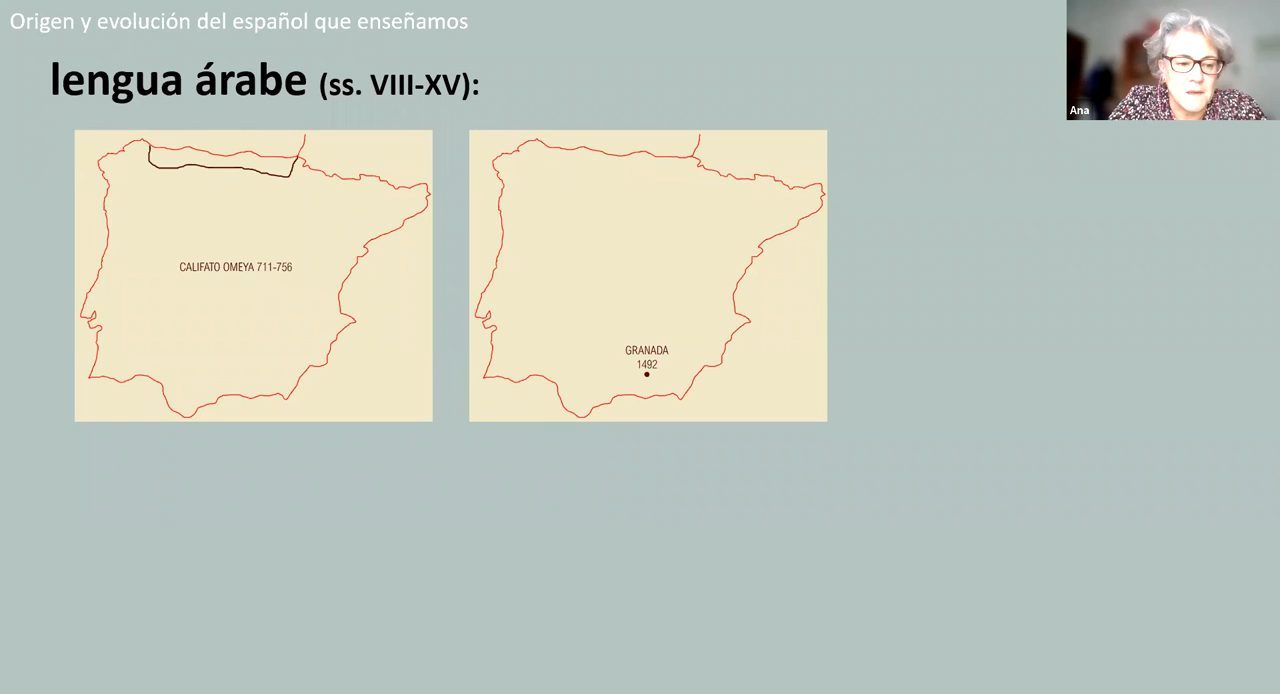 Origen y evolución del español que enseñamos
lengua árabe (ss. VIII-XV):
Ana
CALIFATO OMEYA 711-756
GRANADA
1492